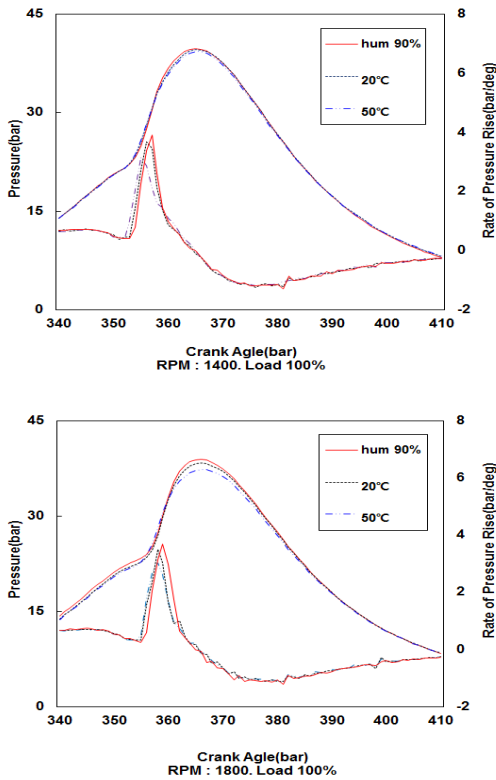 45
30
15
0
Pressure(bar)
8
6
4
2
0
-2
Rate of Pressure Rise(bar/deg)
hum 90%
20℃
50℃
340 350 360 370 380 390 400 410
Crank Agle(bar)
RPM : 1400. Load 100%
45
30
15
0
Pressure(bar)
8
6
4
2
0
-2
Rate of Pressure Rise(bar/deg)
hum 90%
20℃
50℃
340 350 360 370 380 390 400 410
Crank Agle(bar)
RPM : 1800. Load 100%